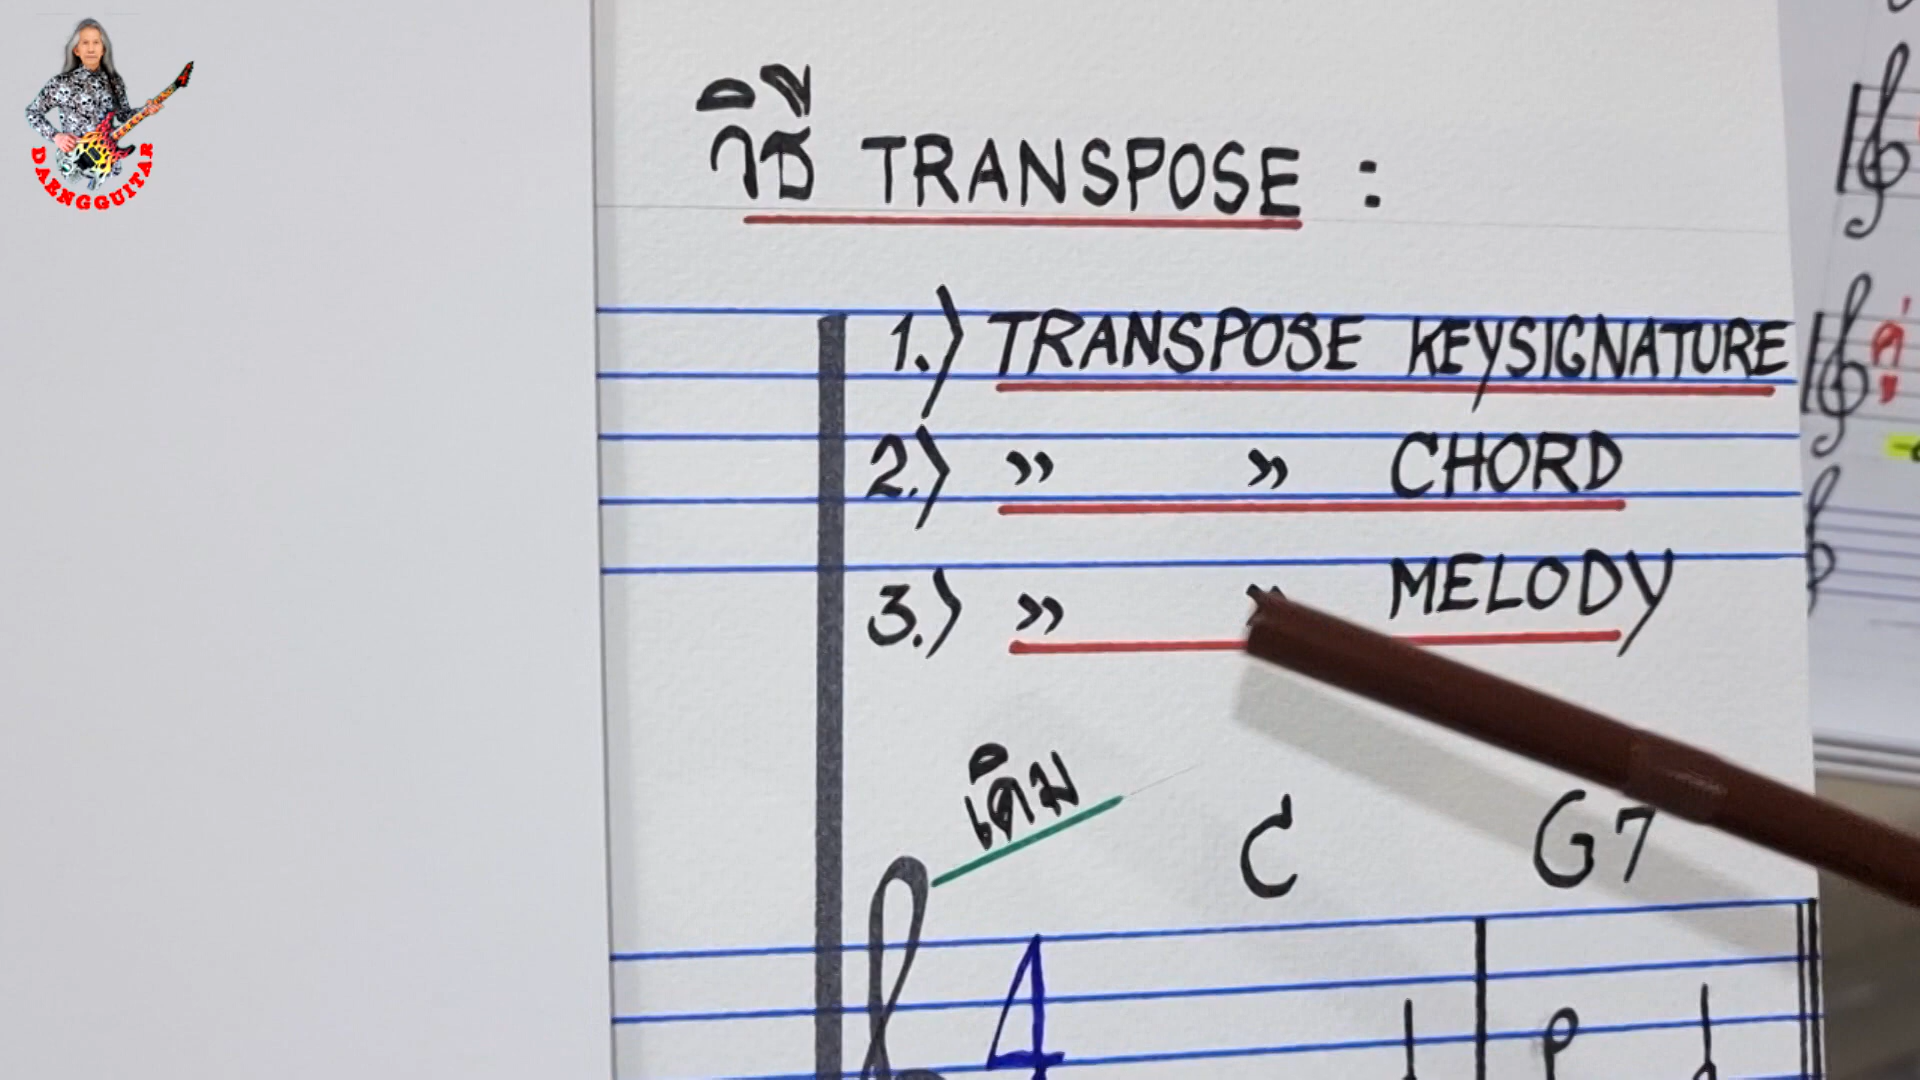 DAENGGUITAR
วิธี TRANSPOSE :
1.) TRANSPOSE KEYSIGNATURE
2.) " " CHORD
3.) " " MELODY
เดิม
C G7
4